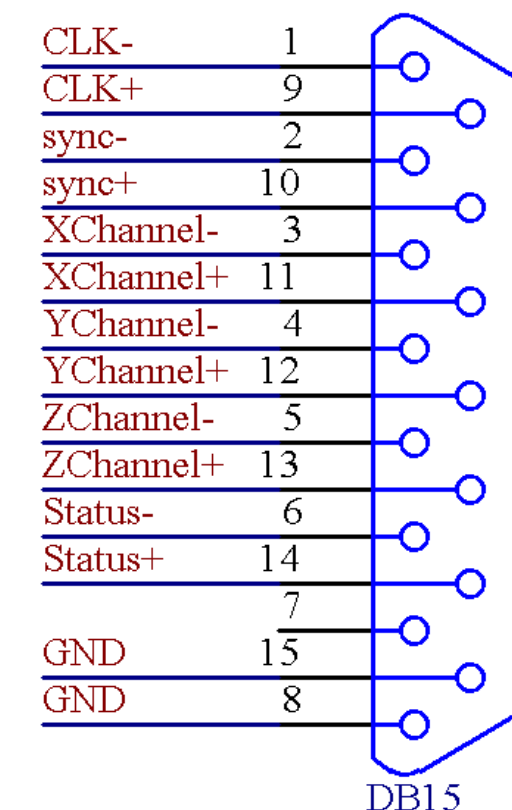 CLK- 1
CLK+ 9
sync- 2
sync+ 10
XChannel- 3
XChannel+ 11
YChannel- 4
YChannel+ 12
ZChannel- 5
ZChannel+ 13
Status- 6
Status+ 14
7
GND 15
GND 8
DB15